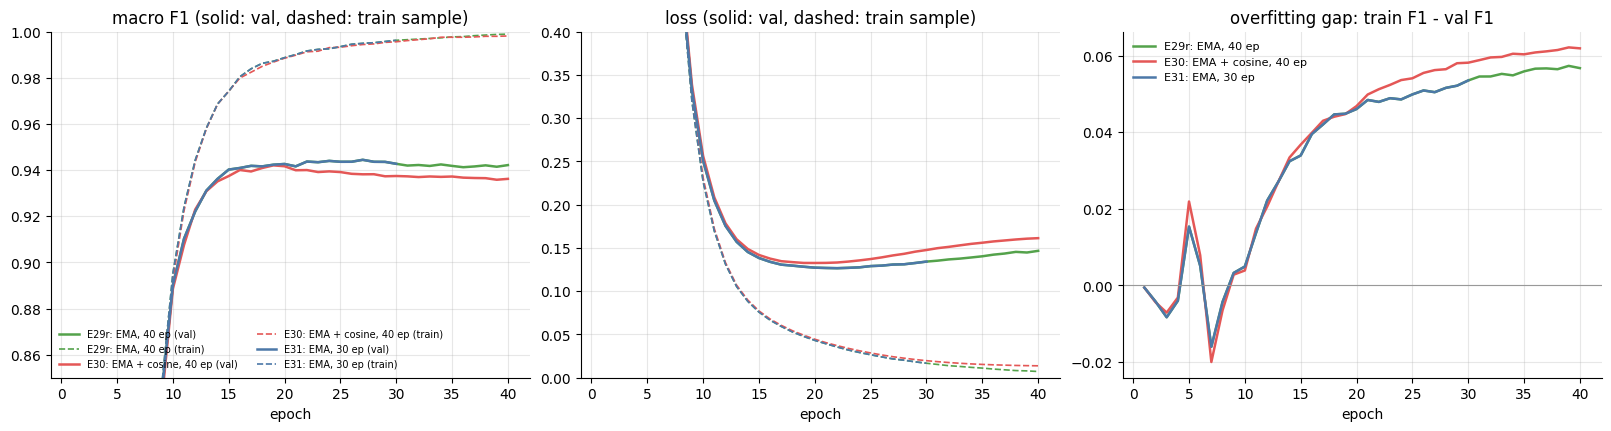 macro F1 (solid: val, dashed: train sample)
1.00
0.98
0.96
0.94
0.92
0.90
0.88
0.86
E29r: EMA, 40 ep (val)
E29r: EMA, 40 ep (train)
E30: EMA + cosine, 40 ep (val)
E30: EMA + cosine, 40 ep (train)
E31: EMA, 30 ep (val)
E31: EMA, 30 ep (train)
0 5 10 15 20 25 30 35 40
epoch
loss (solid: val, dashed: train sample)
0.40
0.35
0.30
0.25
0.20
0.15
0.10
0.05
0.00
0 5 10 15 20 25 30 35 40
epoch
overfitting gap: train F1 - val F1
E29r: EMA, 40 ep
E30: EMA + cosine, 40 ep
E31: EMA, 30 ep
0.06
0.04
0.02
0.00
−0.02
0 5 10 15 20 25 30 35 40
epoch